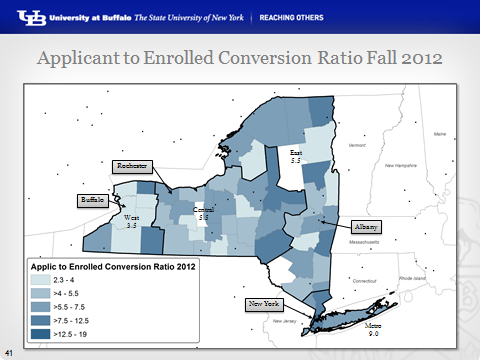 UB University at Buffalo The State University of New York | REACHING OTHERS
Applicant to Enrolled Conversion Ratio Fall 2012
Maine
East
5.5
Vermont
Rochester
New Hampshire
Buffalo
West
3.5
Central
5.5
Albany
Massachusetts
Applic to Enrolled Conversion Ratio 2012
2.3 - 4
>4 - 5.5
>5.5 - 7.5
>7.5 - 12.5
>12.5 - 19
Connecticut
Rhode Island
New York
New Jersey
Metro
9.0
41